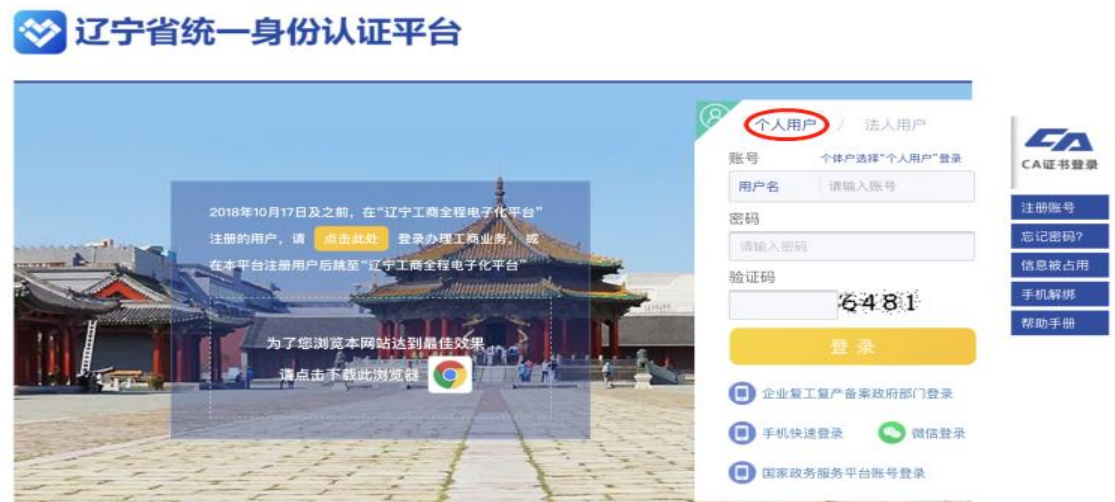 辽宁省统一身份认证平台
2018年10月17日及之前，在“辽宁工商全程电子化平台”
注册的用户，请 点击此处 登录办理工商业务， 或
在本平台注册用户后跳至“辽宁工商全程电子化平台”
为了您浏览本网站达到最佳效果
请点击下载此浏览器
个人用户 / 法人用户
账号 个体户选择“个人用户”登录
用户名 请输入账号
密码
请输入密码
验证码
6481
登录
企业复工复产备案政府部门登录
手机快速登录 微信登录
国家政务服务平台账号登录
CA
CA证书登录
注册账号
忘记密码?
信息被占用
手机解绑
帮助手册